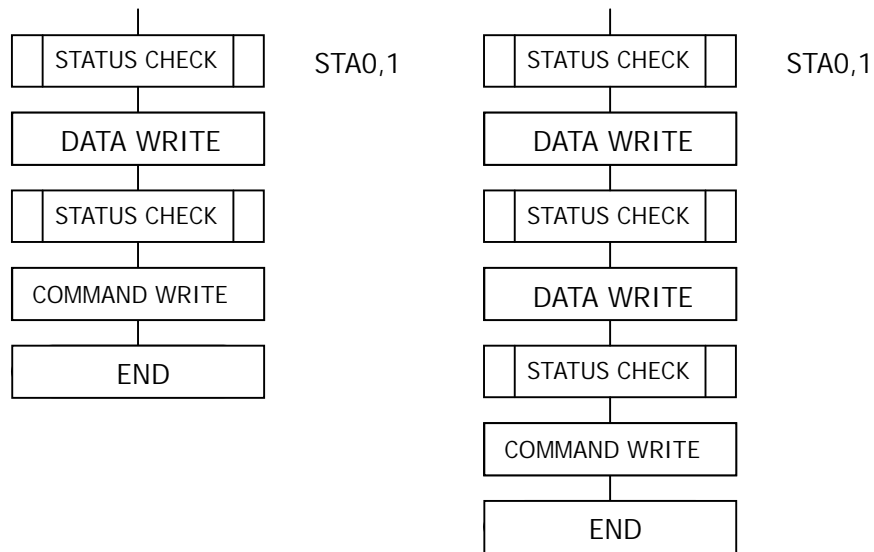 STATUS CHECK
STA0,1
DATA WRITE
STATUS CHECK
COMMAND WRITE
END
STATUS CHECK
STA0,1
DATA WRITE
STATUS CHECK
DATA WRITE
STATUS CHECK
COMMAND WRITE
END